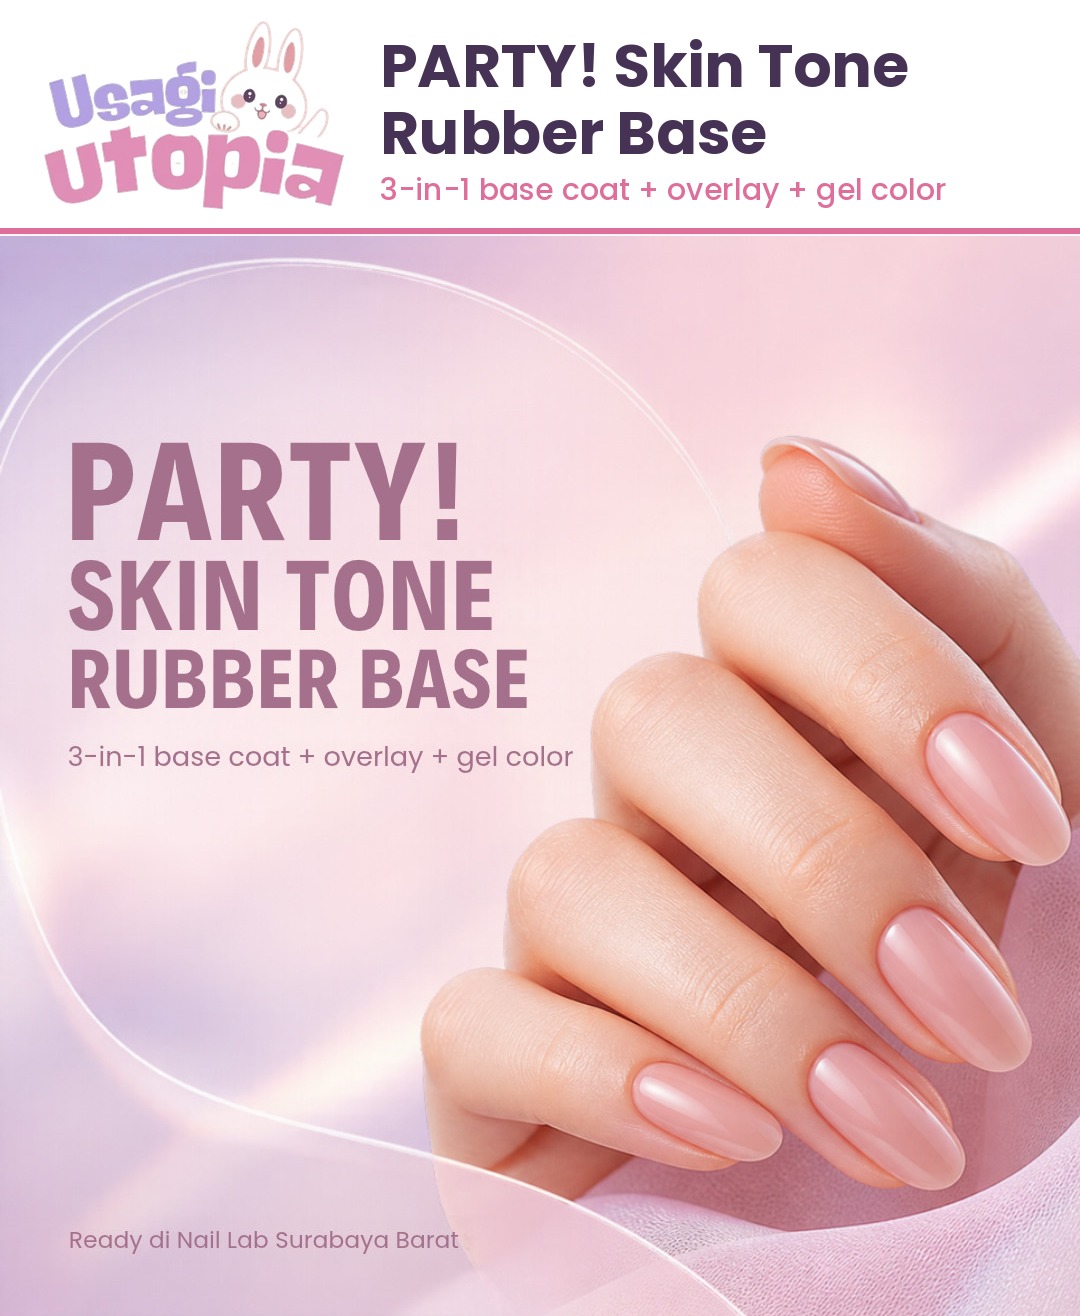 Usagi
utopia
PARTY! Skin Tone
Rubber Base
3-in-1 base coat + overlay + gel color
PARTY!
SKIN TONE
RUBBER BASE
3-in-1 base coat + overlay + gel color
Ready di Nail Lab Surabaya Barat